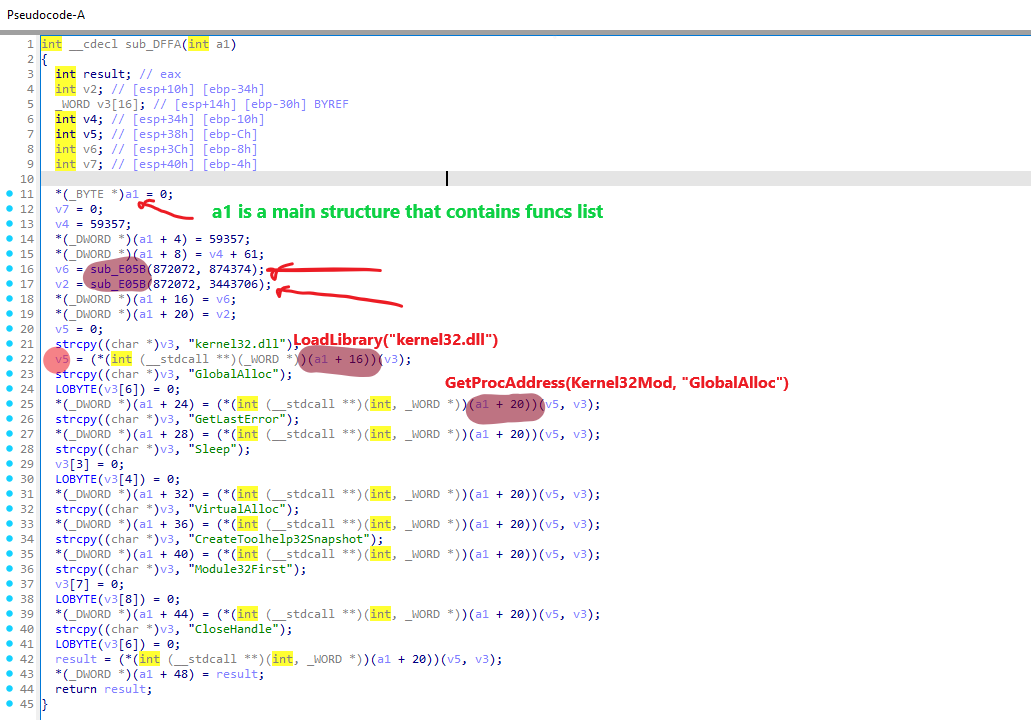 Pseudocode-A
1 int __cdecl sub_DFFA(int a1)
2 {
3 int result; // eax
4 int v2; // [esp+10h] [ebp-34h]
5 _WORD v3[16]; // [esp+14h] [ebp-30h] BYREF
6 int v4; // [esp+34h] [ebp-10h]
7 int v5; // [esp+38h] [ebp-Ch]
8 int v6; // [esp+3Ch] [ebp-8h]
9 int v7; // [esp+40h] [ebp-4h]
10
11 *(_BYTE *)a1 = 0;
12 v7 = 0;
a1 is a main structure that contains funcs list
13 v4 = 59357;
14 *(_DWORD *)(a1 + 4) = 59357;
15 *(_DWORD *)(a1 + 8) = v4 + 61;
16 v6 = sub_E05B(872072, 874374);
17 v2 = sub_E05B(872072, 3443706);
18 *(_DWORD *)(a1 + 16) = v6;
19 *(_DWORD *)(a1 + 20) = v2;
20 v5 = 0;
21 strcpy((char *)v3, "kernel32.dll");
LoadLibrary("kernel32.dll")
22 v5 = (*(int (__stdcall **)(_WORD *))(a1 + 16))(v3);
23 strcpy((char *)v3, "GlobalAlloc");
24 LOBYTE(v3[6]) = 0;
GetProcAddress(Kernel32Mod, "GlobalAlloc")
25 *(_DWORD *)(a1 + 24) = (*(int (__stdcall **)(int, _WORD *))(a1 + 20))(v5, v3);
26 strcpy((char *)v3, "GetLastError");
27 *(_DWORD *)(a1 + 28) = (*(int (__stdcall **)(int, _WORD *))(a1 + 20))(v5, v3);
28 strcpy((char *)v3, "Sleep");
29 v3[3] = 0;
30 LOBYTE(v3[4]) = 0;
31 *(_DWORD *)(a1 + 32) = (*(int (__stdcall **)(int, _WORD *))(a1 + 20))(v5, v3);
32 strcpy((char *)v3, "VirtualAlloc");
33 *(_DWORD *)(a1 + 36) = (*(int (__stdcall **)(int, _WORD *))(a1 + 20))(v5, v3);
34 strcpy((char *)v3, "CreateToolhelp32Snapshot");
35 *(_DWORD *)(a1 + 40) = (*(int (__stdcall **)(int, _WORD *))(a1 + 20))(v5, v3);
36 strcpy((char *)v3, "Module32First");
37 v3[7] = 0;
38 LOBYTE(v3[8]) = 0;
39 *(_DWORD *)(a1 + 44) = (*(int (__stdcall **)(int, _WORD *))(a1 + 20))(v5, v3);
40 strcpy((char *)v3, "CloseHandle");
41 LOBYTE(v3[6]) = 0;
42 result = (*(int (__stdcall **)(int, _WORD *))(a1 + 20))(v5, v3);
43 *(_DWORD *)(a1 + 48) = result;
44 return result;
45 }